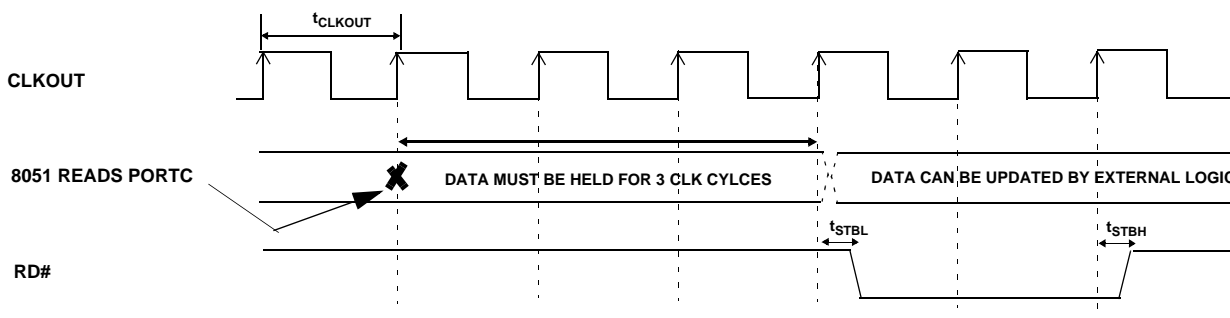 tCLKOUT
CLKOUT
8051 READS PORTC
DATA MUST BE HELD FOR 3 CLK CYLCES
DATA CAN BE UPDATED BY EXTERNAL LOGIC
tSTBL
tSTBH
RD#